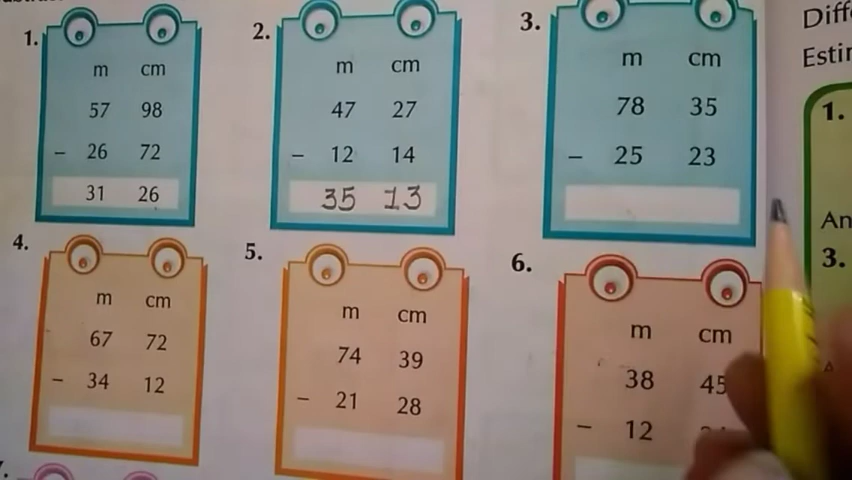 1.
m cm
57 98
– 26 72
31 26
2.
m cm
47 27
– 12 14
35 13
3.
m cm
78 35
– 25 23
4.
m cm
67 72
– 34 12
5.
m cm
74 39
– 21 28
6.
m cm
38 45
– 12
Diff
Estin
1.
An
3.